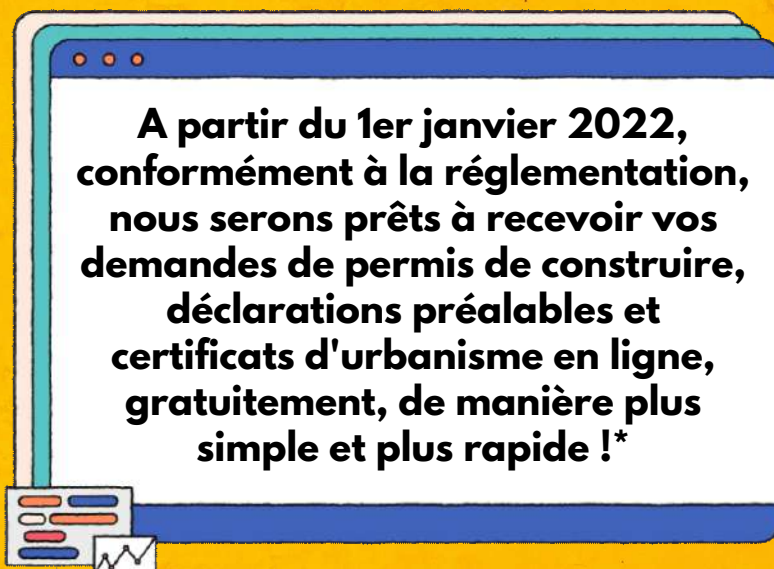 A partir du 1er janvier 2022,
conformément à la réglementation,
nous serons prêts à recevoir vos
demandes de permis de construire,
déclarations préalables et
certificats d'urbanisme en ligne,
gratuitement, de manière plus
simple et plus rapide !*